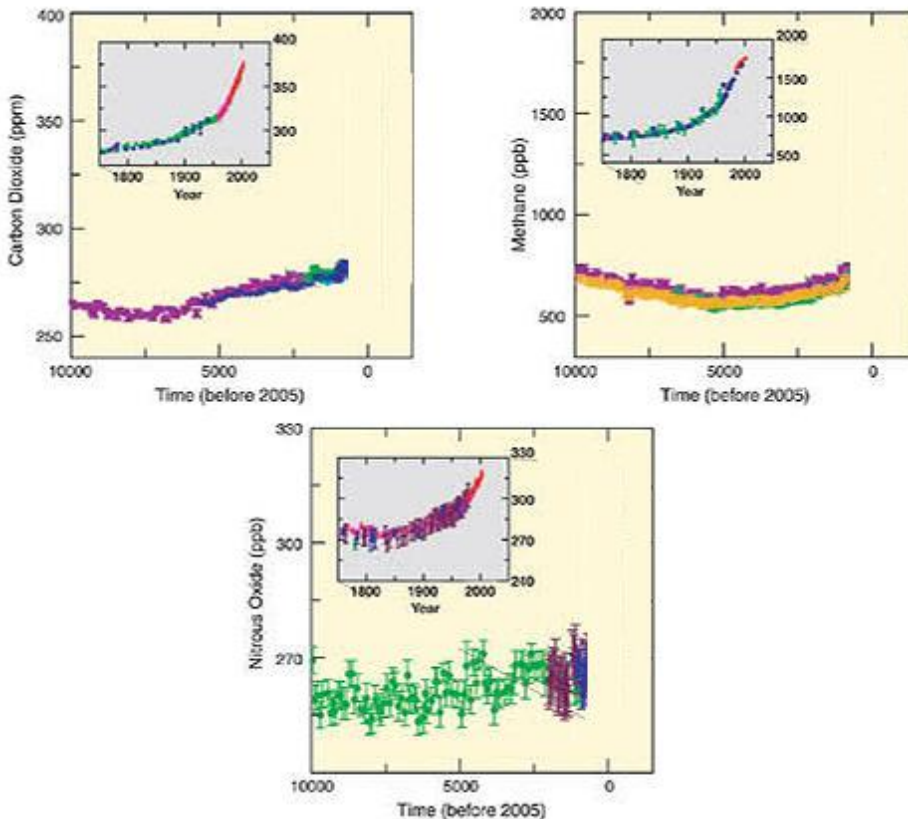 400
Carbon Dioxide (ppm)
350
300
250
10000 5000 0
Time (before 2005)
400
350
300
1800 1900 2000
Year
2000
Methane (ppb)
1500
1000
500
10000 5000 0
Time (before 2005)
2000
1500
1000
500
1800 1900 2000
Year
330
Nitrous Oxide (ppb)
300
270
10000 5000 0
Time (before 2005)
330
300
270
240
1800 1900 2000
Year